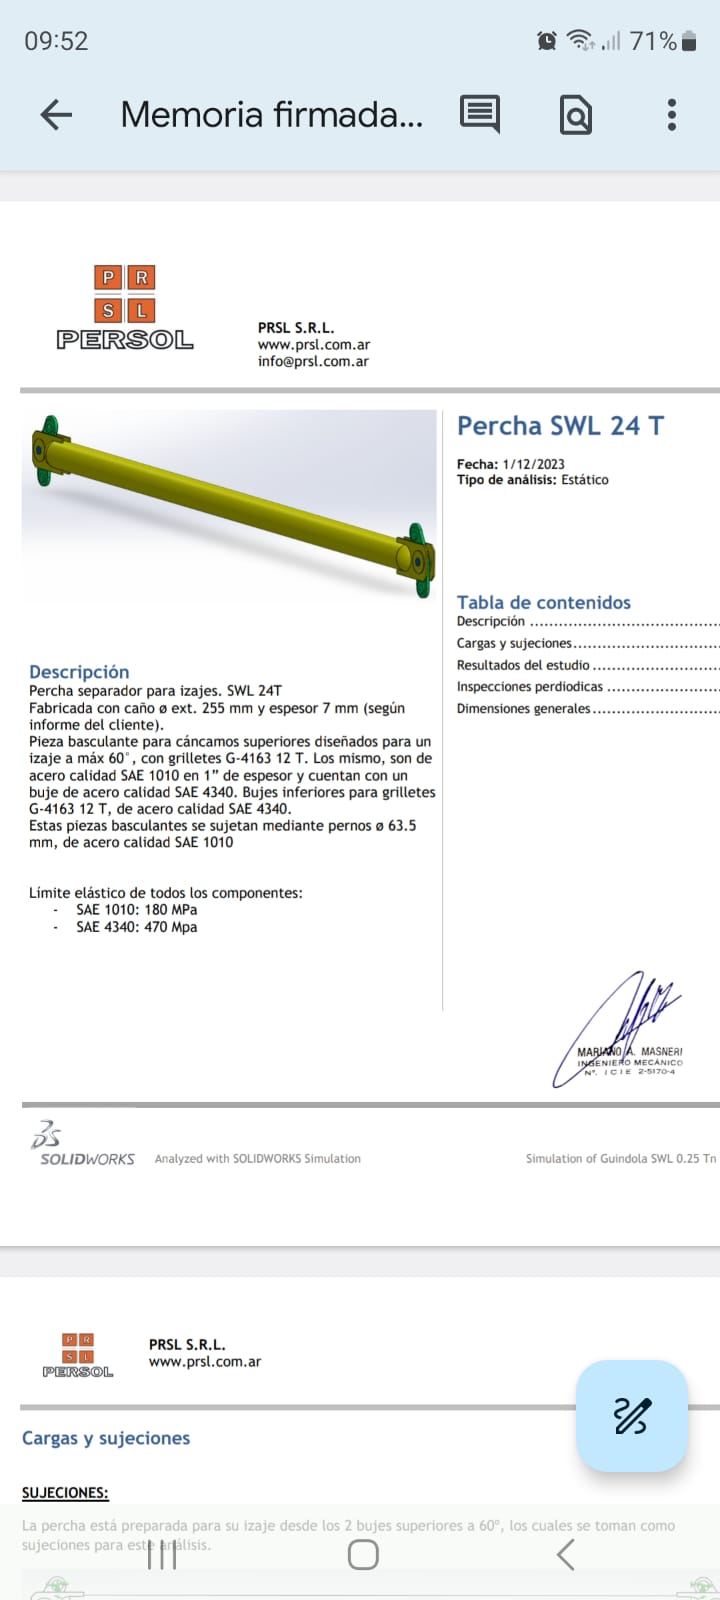 09:52
71%
Memoria firmada...
P R
S L
PERSOL
PRSL S.R.L.
www.prsl.com.ar
info@prsl.com.ar
Percha SWL 24 T
Fecha: 1/12/2023
Tipo de análisis: Estático
Tabla de contenidos
Descripción
Cargas y sujeciones
Resultados del estudio
Inspecciones perdiodicas
Dimensiones generales
Descripción
Percha separador para izajes. SWL 24T
Fabricada con caño ø ext. 255 mm y espesor 7 mm (según
informe del cliente).
Pieza basculante para cáncamos superiores diseñados para un
izaje a máx 60°, con grilletes G-4163 12 T. Los mismo, son de
acero calidad SAE 1010 en 1” de espesor y cuentan con un
buje de acero calidad SAE 4340. Bujes inferiores para grilletes
G-4163 12 T, de acero calidad SAE 4340.
Estas piezas basculantes se sujetan mediante pernos ø 63.5
mm, de acero calidad SAE 1010
Límite elástico de todos los componentes:
- SAE 1010: 180 MPa
- SAE 4340: 470 Mpa
MARIANO A. MASNERI
INGENIERO MECÁNICO
Nº. ICIE 2-5170-4
SOLIDWORKS Analyzed with SOLIDWORKS Simulation Simulation of Guindola SWL 0.25 Tn
P R
S L
PERSOL
PRSL S.R.L.
www.prsl.com.ar
Cargas y sujeciones
SUJECIONES:
La percha está preparada para su izaje desde los 2 bujes superiores a 60º, los cuales se toman como
sujeciones para este análisis.